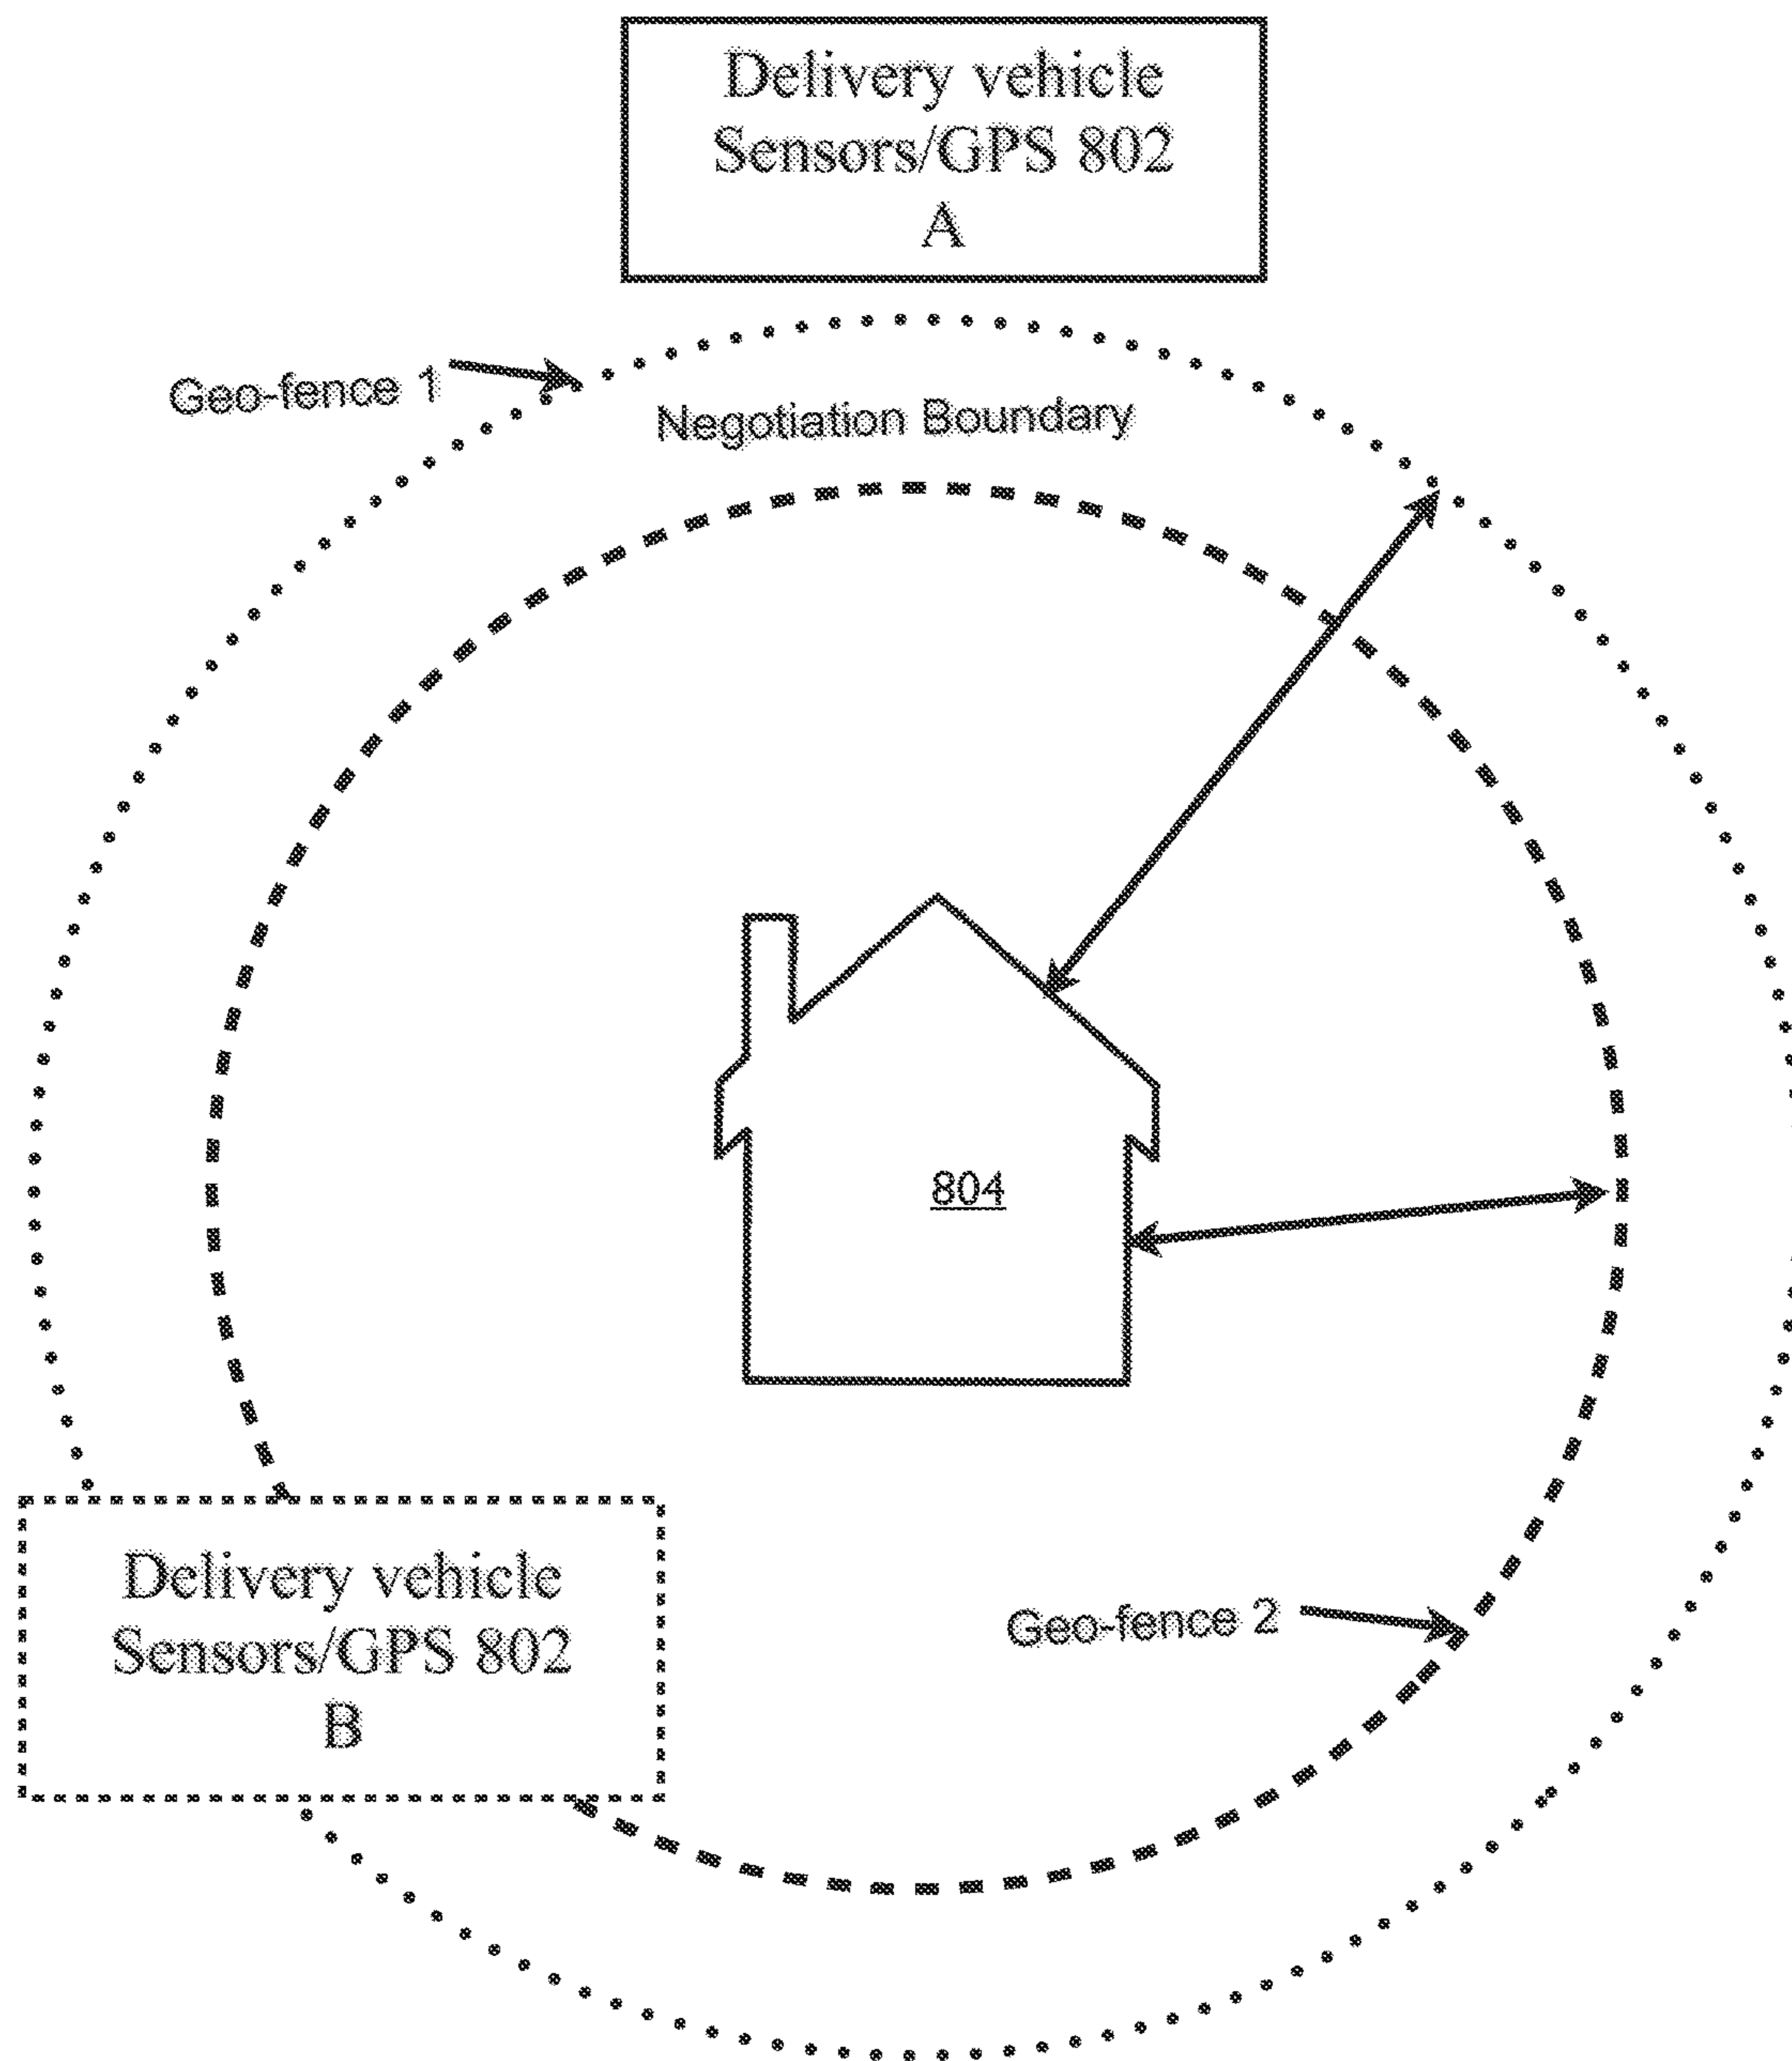 Delivery vehicle
Sensors/GPS 802
A
Geo-fence 1
Negotiation Boundary
804
Delivery vehicle
Sensors/GPS 802
B
Geo-fence 2